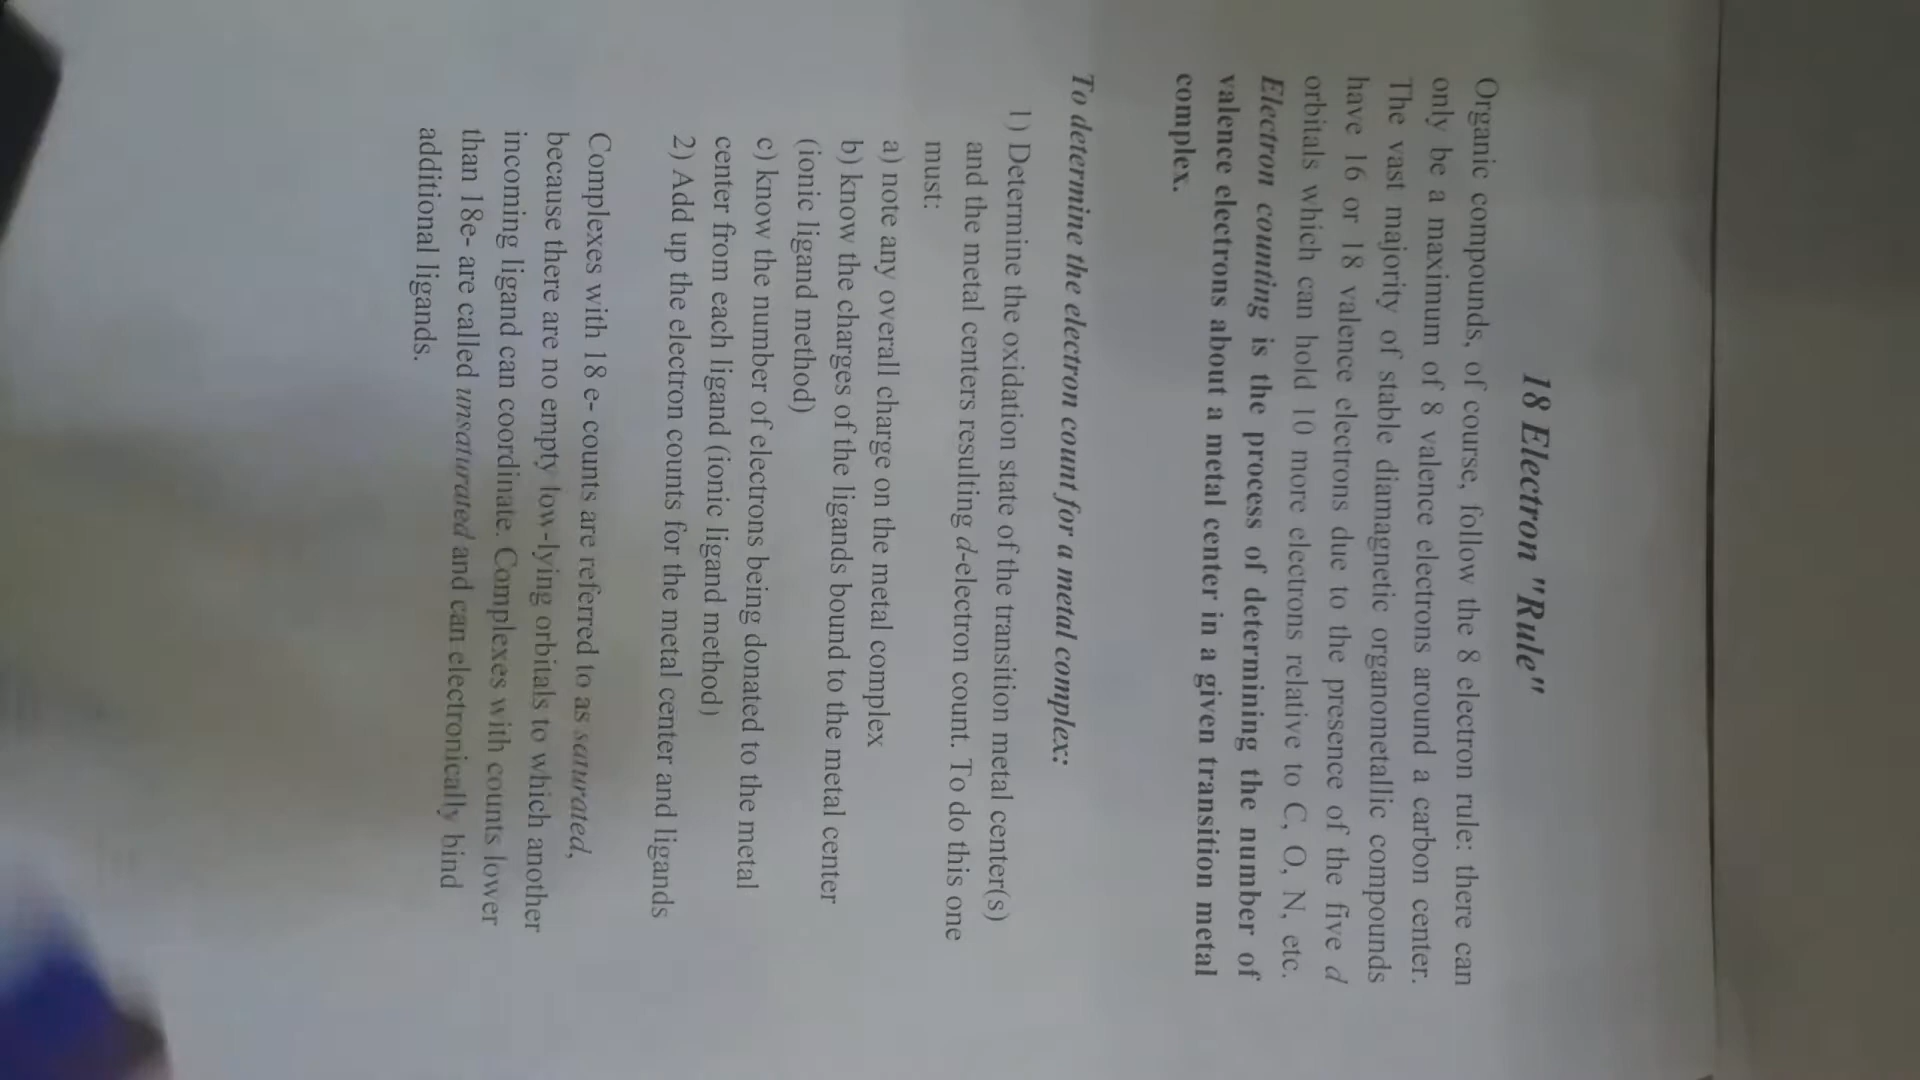 18 Electron "Rule"
Organic compounds, of course, follow the 8 electron rule: there can
only be a maximum of 8 valence electrons around a carbon center.
The vast majority of stable diamagnetic organometallic compounds
have 16 or 18 valence electrons due to the presence of the five d
orbitals which can hold 10 more electrons relative to C, O, N, etc.
Electron counting is the process of determining the number of
valence electrons about a metal center in a given transition metal
complex.
To determine the electron count for a metal complex:
1) Determine the oxidation state of the transition metal center(s)
and the metal centers resulting d-electron count. To do this one
must:
a) note any overall charge on the metal complex
b) know the charges of the ligands bound to the metal center
(ionic ligand method)
c) know the number of electrons being donated to the metal
center from each ligand (ionic ligand method)
2) Add up the electron counts for the metal center and ligands
Complexes with 18 e- counts are referred to as saturated,
because there are no empty low-lying orbitals to which another
incoming ligand can coordinate. Complexes with counts lower
than 18e- are called unsaturated and can electronically bind
additional ligands.